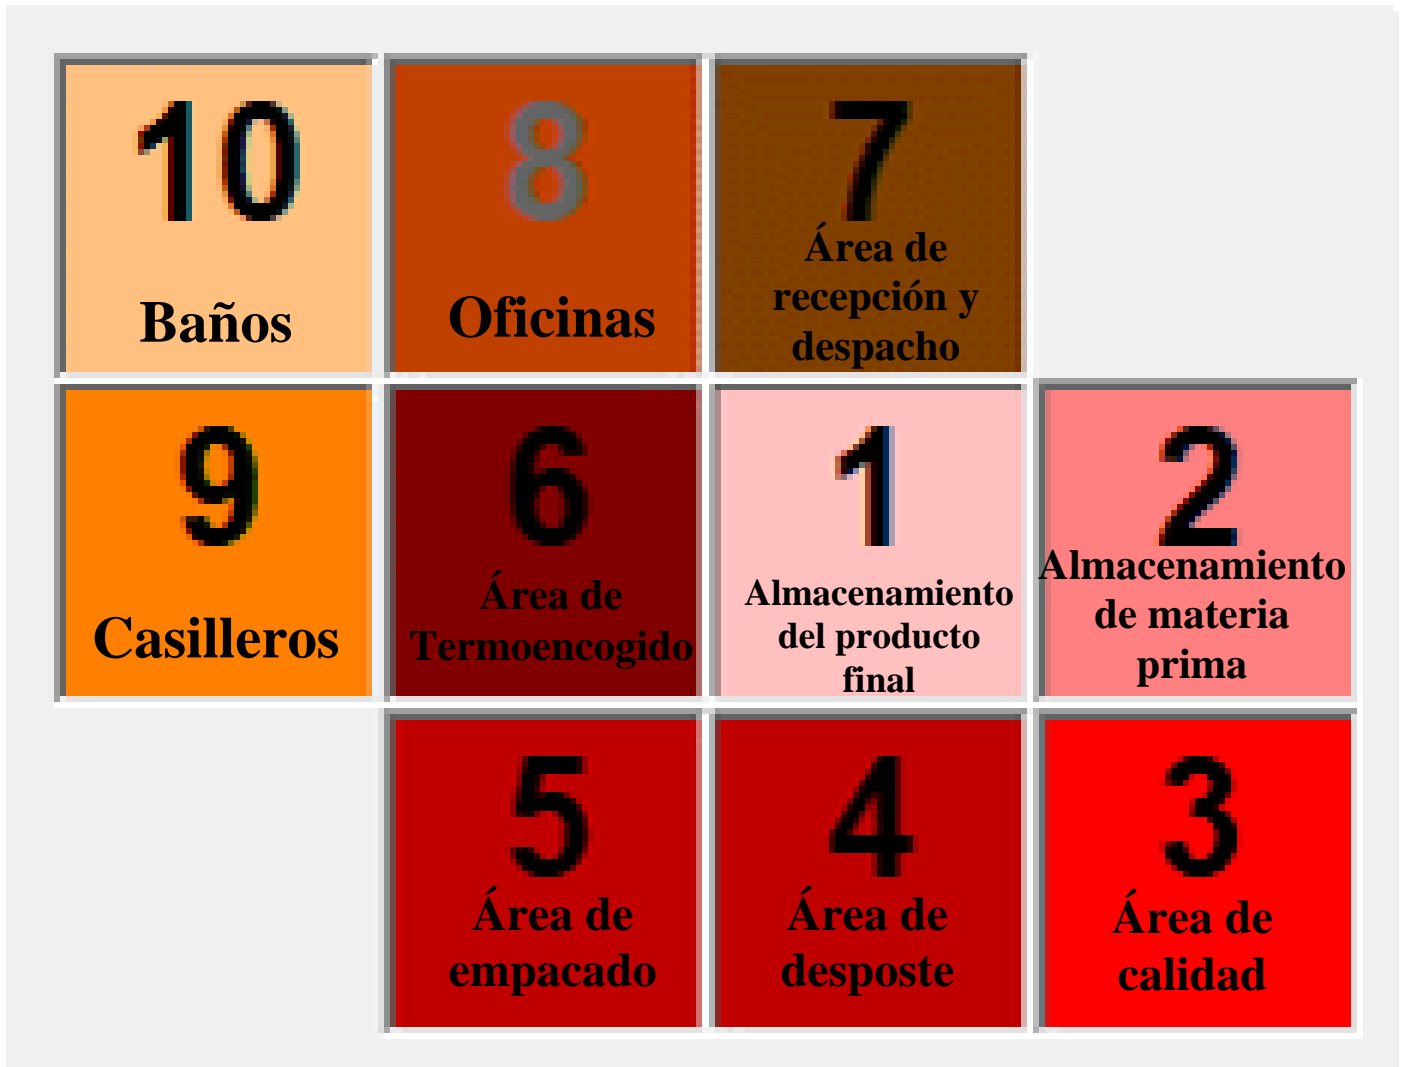 10
Baños
8
Oficinas
7
Área de
recepción y
despacho
9
Casilleros
6
Área de
Termoencogido
1
Almacenamiento
del producto
final
2
Almacenamiento
de materia
prima
5
Área de
empacado
4
Área de
desposte
3
Área de
calidad